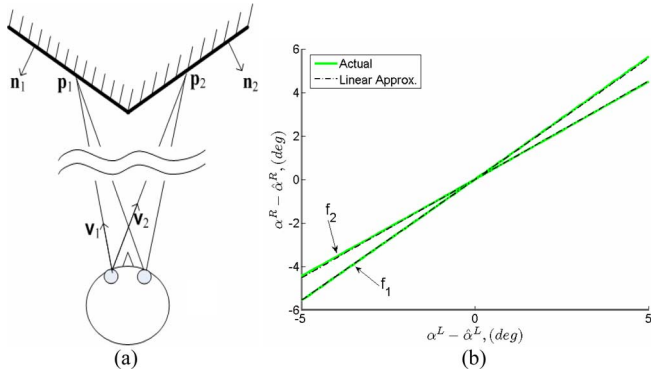 n₁ p₁ p₂ n₂
v₁ v₂
(a)
6
4
2
0
-2
-4
-6
-5 0 5
Actual
Linear Approx.
f₂
f₁
α^R − α̂^R, (deg)
α^L − α̂^L, (deg)
(b)